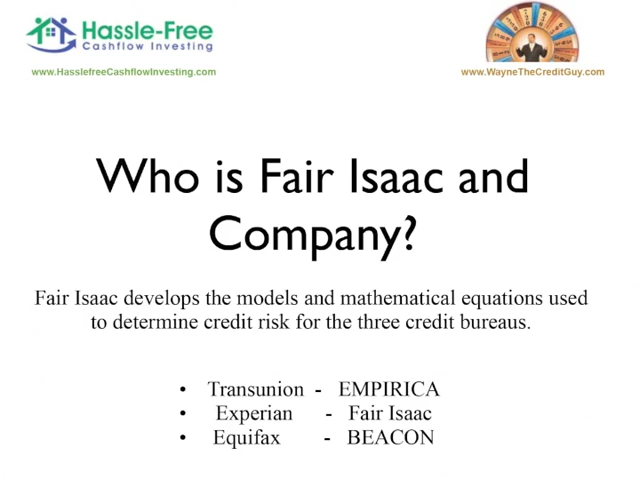 Hassle-Free
Cashflow Investing
www.HasslefreeCashflowInvesting.com
www.WayneTheCreditGuy.com
Who is Fair Isaac and
Company?
Fair Isaac develops the models and mathematical equations used
to determine credit risk for the three credit bureaus.
• Transunion - EMPIRICA
• Experian - Fair Isaac
• Equifax - BEACON